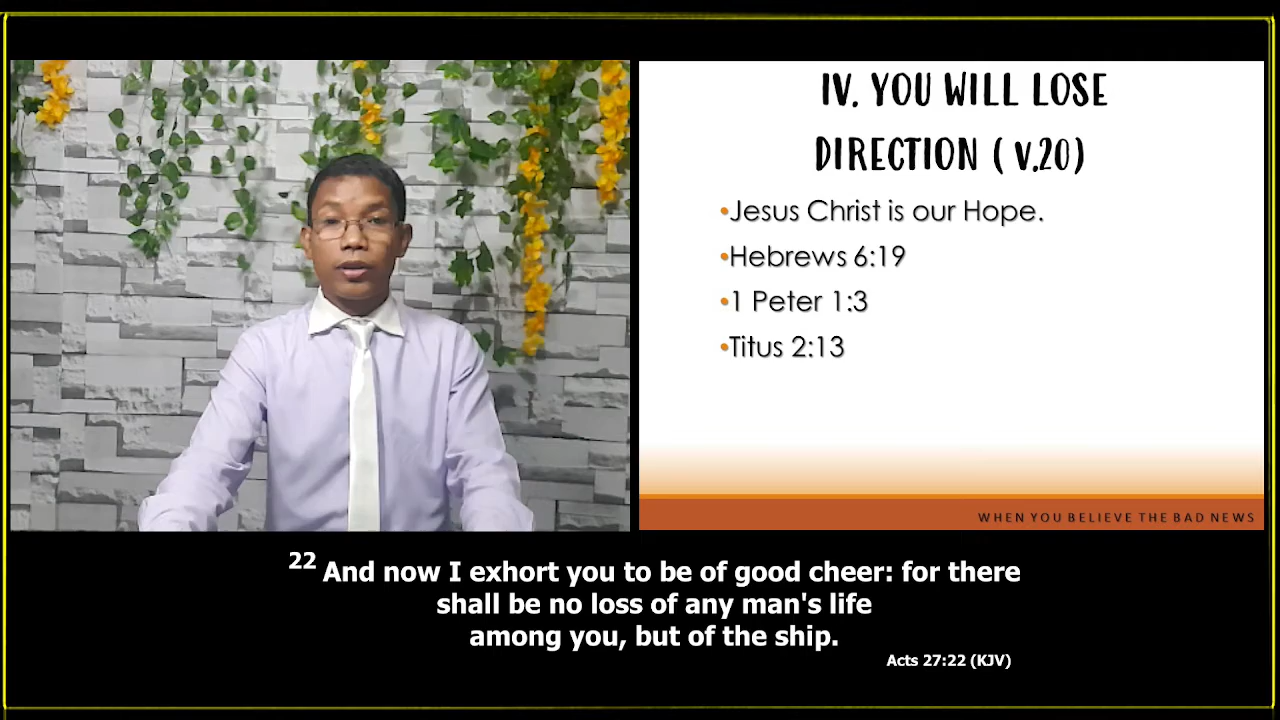 IV. YOU WILL LOSE
DIRECTION ( V.20)
•Jesus Christ is our Hope.
•Hebrews 6:19
•1 Peter 1:3
•Titus 2:13
WHEN YOU BELIEVE THE BAD NEWS
22 And now I exhort you to be of good cheer: for there
shall be no loss of any man's life
among you, but of the ship.
Acts 27:22 (KJV)